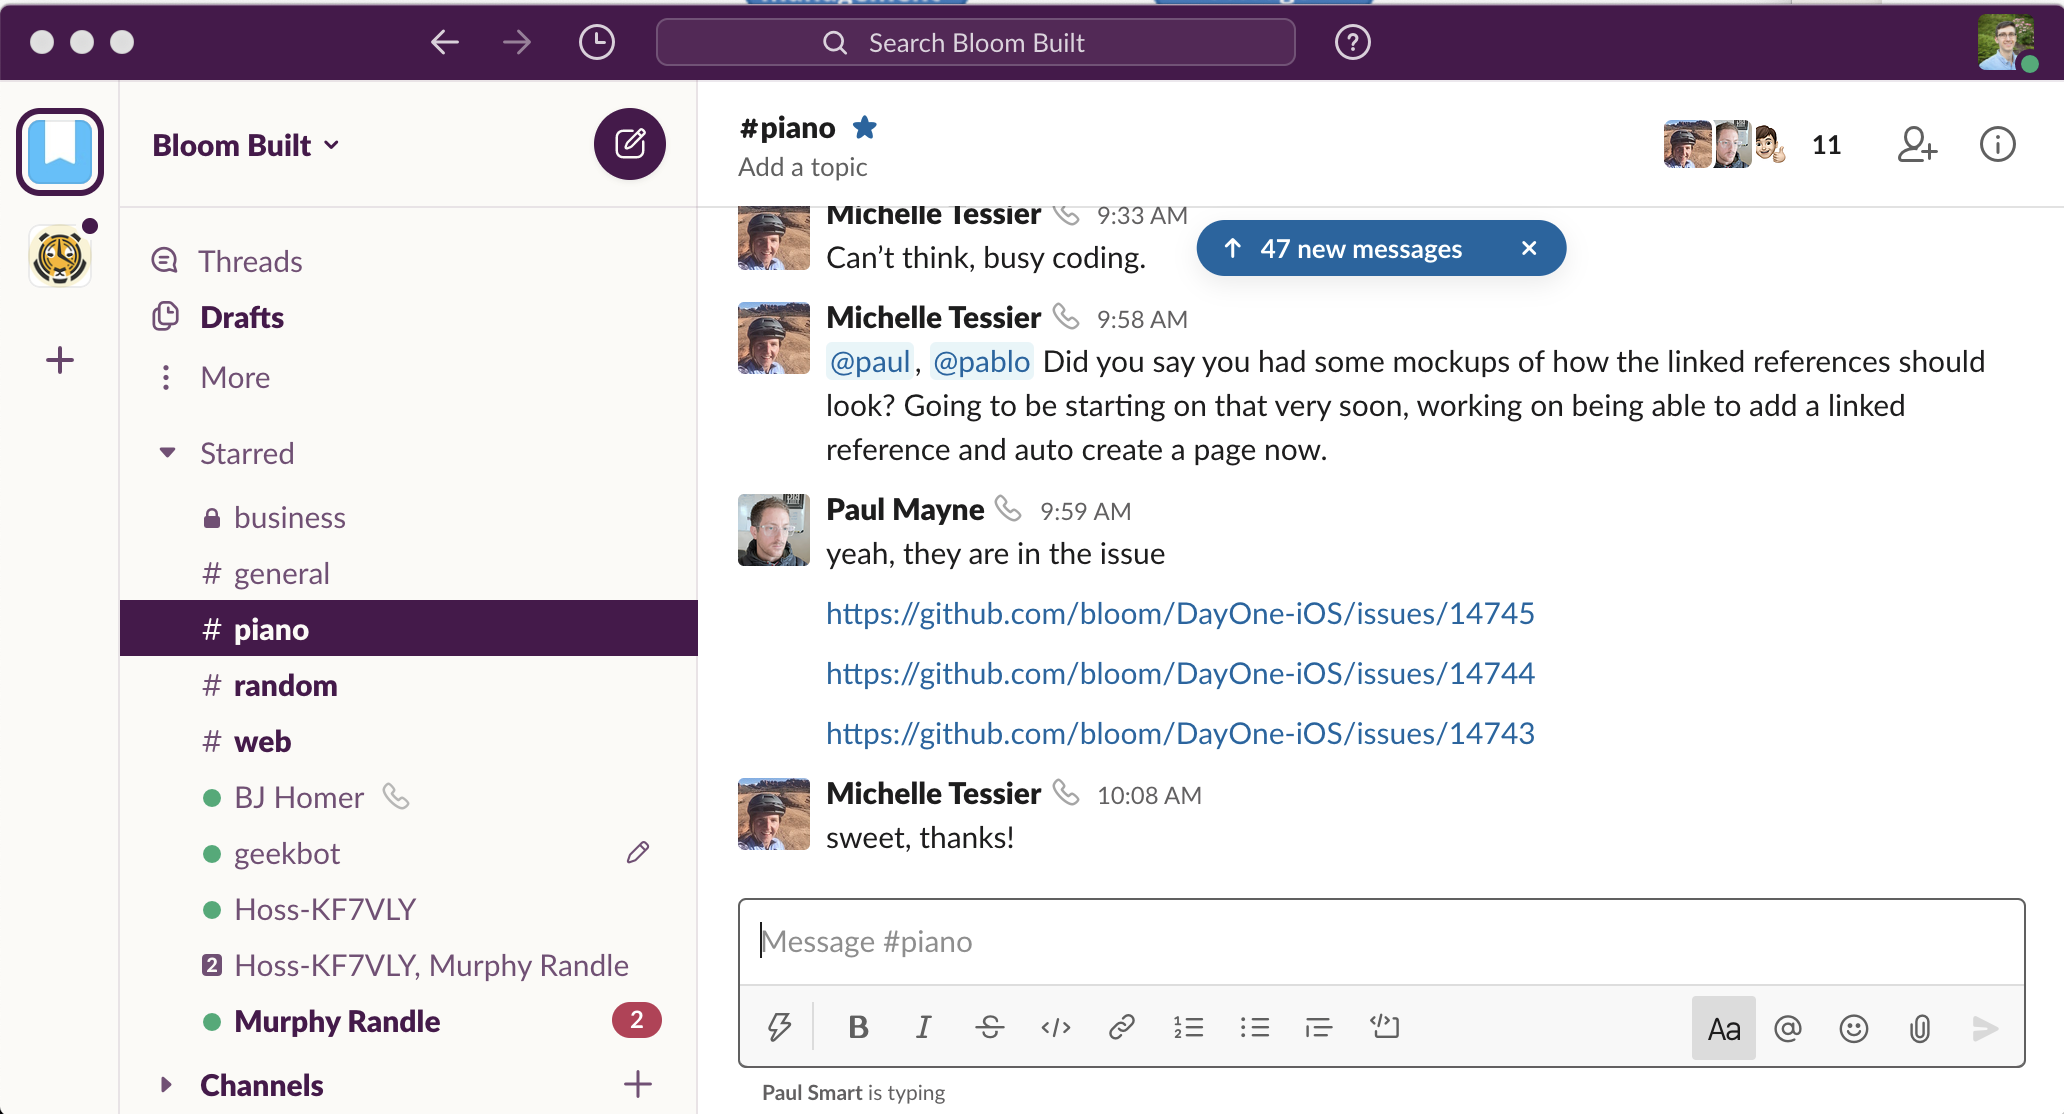 Search Bloom Built
Bloom Built
Threads
Drafts
More
Starred
business
# general
# piano
# random
# web
BJ Homer
geekbot
Hoss-KF7VLY
2 Hoss-KF7VLY, Murphy Randle
Murphy Randle 2
Channels
#piano
Add a topic
11
47 new messages
Michelle Tessier 9:33 AM
Can’t think, busy coding.
Michelle Tessier 9:58 AM
@paul, @pablo Did you say you had some mockups of how the linked references should
look? Going to be starting on that very soon, working on being able to add a linked
reference and auto create a page now.
Paul Mayne 9:59 AM
yeah, they are in the issue
https://github.com/bloom/DayOne-iOS/issues/14745
https://github.com/bloom/DayOne-iOS/issues/14744
https://github.com/bloom/DayOne-iOS/issues/14743
Michelle Tessier 10:08 AM
sweet, thanks!
Message #piano
B I S Aa @
Paul Smart is typing